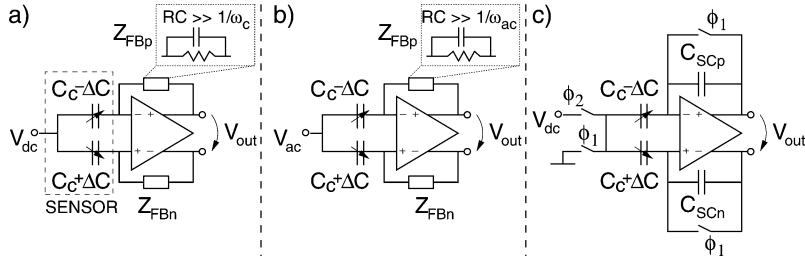 a)
Z_FBp
RC >> 1/ω_c
C_C-ΔC
V_dc
- +
+ -
V_out
C_C+ΔC
SENSOR
Z_FBn
b)
Z_FBp
RC >> 1/ω_ac
C_C-ΔC
V_ac
- +
+ -
V_out
C_C+ΔC
Z_FBn
c)
ϕ_1
C_SCp
C_C-ΔC
ϕ_2
V_dc
ϕ_1
- +
+ -
V_out
C_C+ΔC
C_SCn
ϕ_1